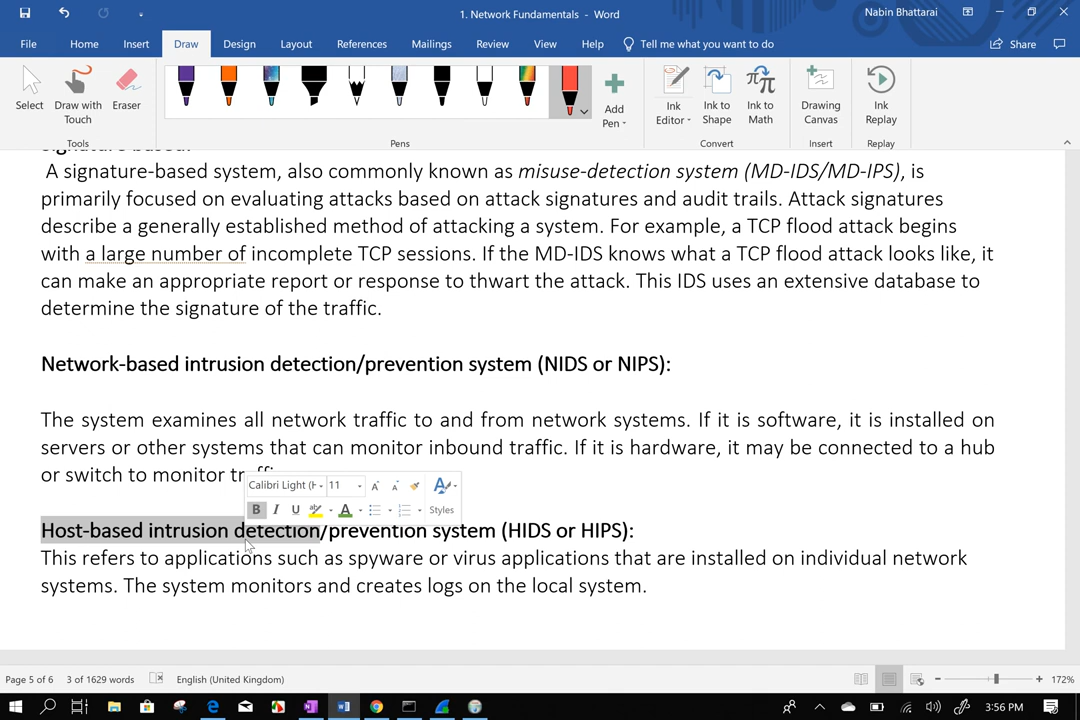 1. Network Fundamentals - Word
Nabin Bhattarai
File Home Insert Draw Design Layout References Mailings Review View Help Tell me what you want to do Share
Select
Draw with Touch
Eraser
Add Pen
Ink Editor
Ink to Shape
Ink to Math
Drawing Canvas
Ink Replay
Tools Pens Convert Insert Replay
A signature-based system, also commonly known as misuse-detection system (MD-IDS/MD-IPS), is
primarily focused on evaluating attacks based on attack signatures and audit trails. Attack signatures
describe a generally established method of attacking a system. For example, a TCP flood attack begins
with a large number of incomplete TCP sessions. If the MD-IDS knows what a TCP flood attack looks like, it
can make an appropriate report or response to thwart the attack. This IDS uses an extensive database to
determine the signature of the traffic.
Network-based intrusion detection/prevention system (NIDS or NIPS):
The system examines all network traffic to and from network systems. If it is software, it is installed on
servers or other systems that can monitor inbound traffic. If it is hardware, it may be connected to a hub
or switch to monitor
Calibri Light (H 11
B I U Styles
Host-based intrusion detection/prevention system (HIDS or HIPS):
This refers to applications such as spyware or virus applications that are installed on individual network
systems. The system monitors and creates logs on the local system.
Page 5 of 6 3 of 1629 words English (United Kingdom) 172%
3:56 PM